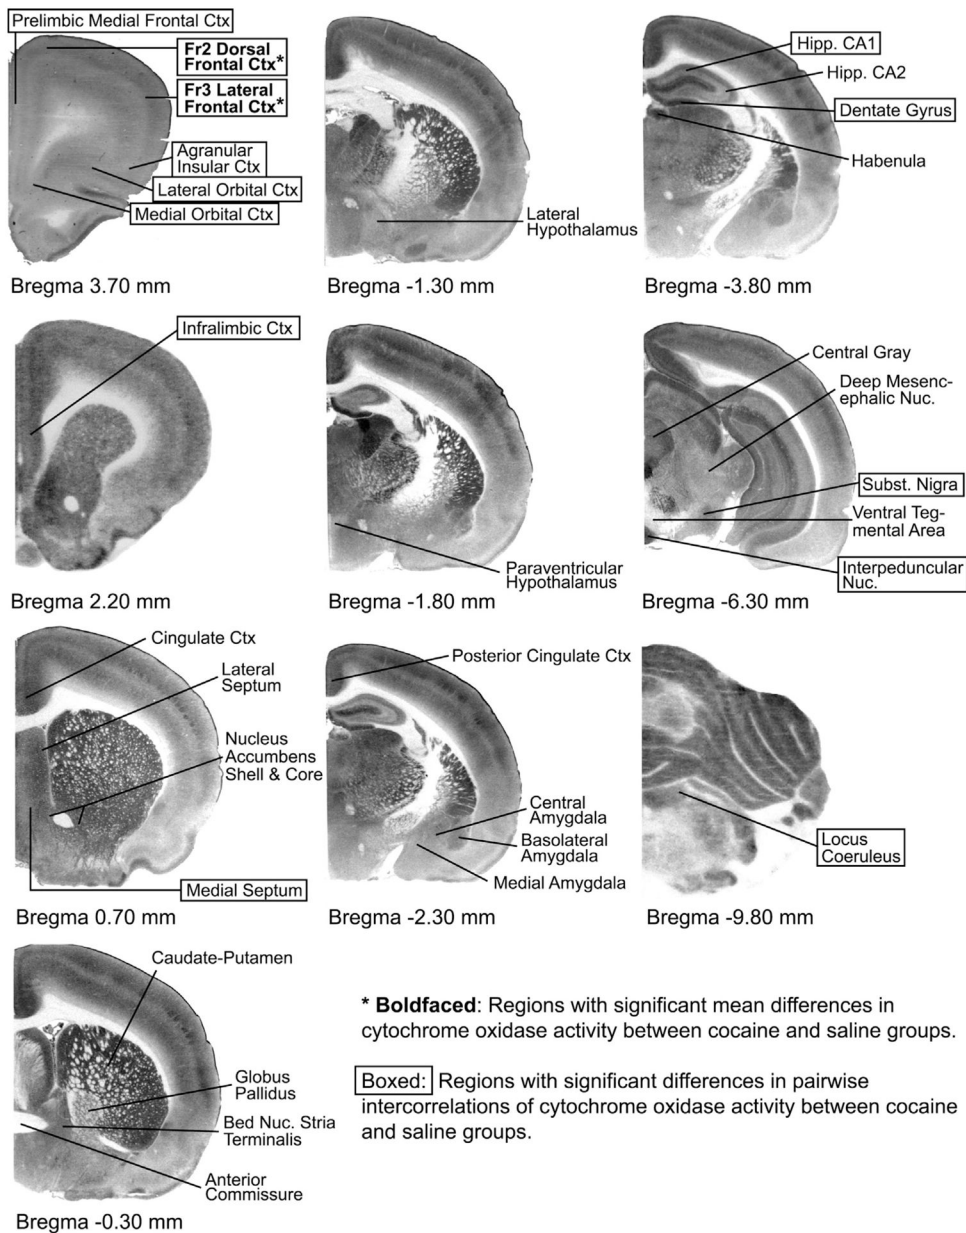 Prelimbic Medial Frontal Ctx
Fr2 Dorsal
Frontal Ctx*
Fr3 Lateral
Frontal Ctx*
Agranular
Insular Ctx
Lateral Orbital Ctx
Medial Orbital Ctx
Bregma 3.70 mm
Lateral
Hypothalamus
Bregma -1.30 mm
Hipp. CA1
Hipp. CA2
Dentate Gyrus
Habenula
Bregma -3.80 mm
Infralimbic Ctx
Bregma 2.20 mm
Paraventricular
Hypothalamus
Bregma -1.80 mm
Central Gray
Deep Mesenc-
ephalic Nuc.
Subst. Nigra
Ventral Teg-
mental Area
Interpeduncular
Nuc.
Bregma -6.30 mm
Cingulate Ctx
Lateral
Septum
Nucleus
Accumbens
Shell & Core
Medial Septum
Bregma 0.70 mm
Posterior Cingulate Ctx
Central
Amygdala
Basolateral
Amygdala
Medial Amygdala
Bregma -2.30 mm
Locus
Coeruleus
Bregma -9.80 mm
Caudate-Putamen
Globus
Pallidus
Bed Nuc. Stria
Terminalis
Anterior
Commissure
Bregma -0.30 mm
* Boldfaced: Regions with significant mean differences in
cytochrome oxidase activity between cocaine and saline groups.
Boxed: Regions with significant differences in pairwise
intercorrelations of cytochrome oxidase activity between cocaine
and saline groups.